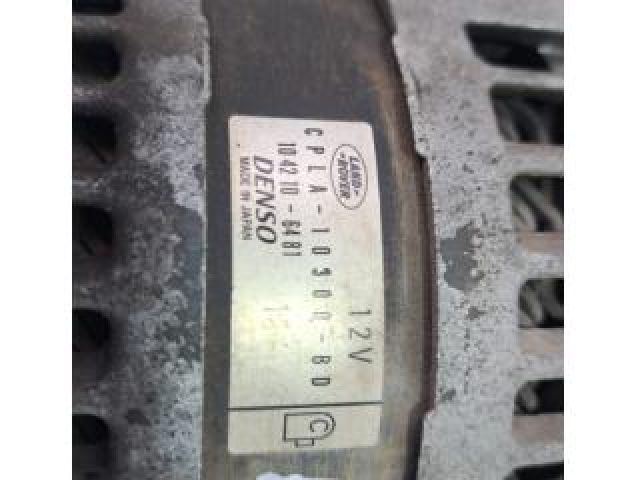 LAND-
-ROVER
12V
CPLA-10300-BD
104210-6481
DENSO
MADE IN JAPAN
C